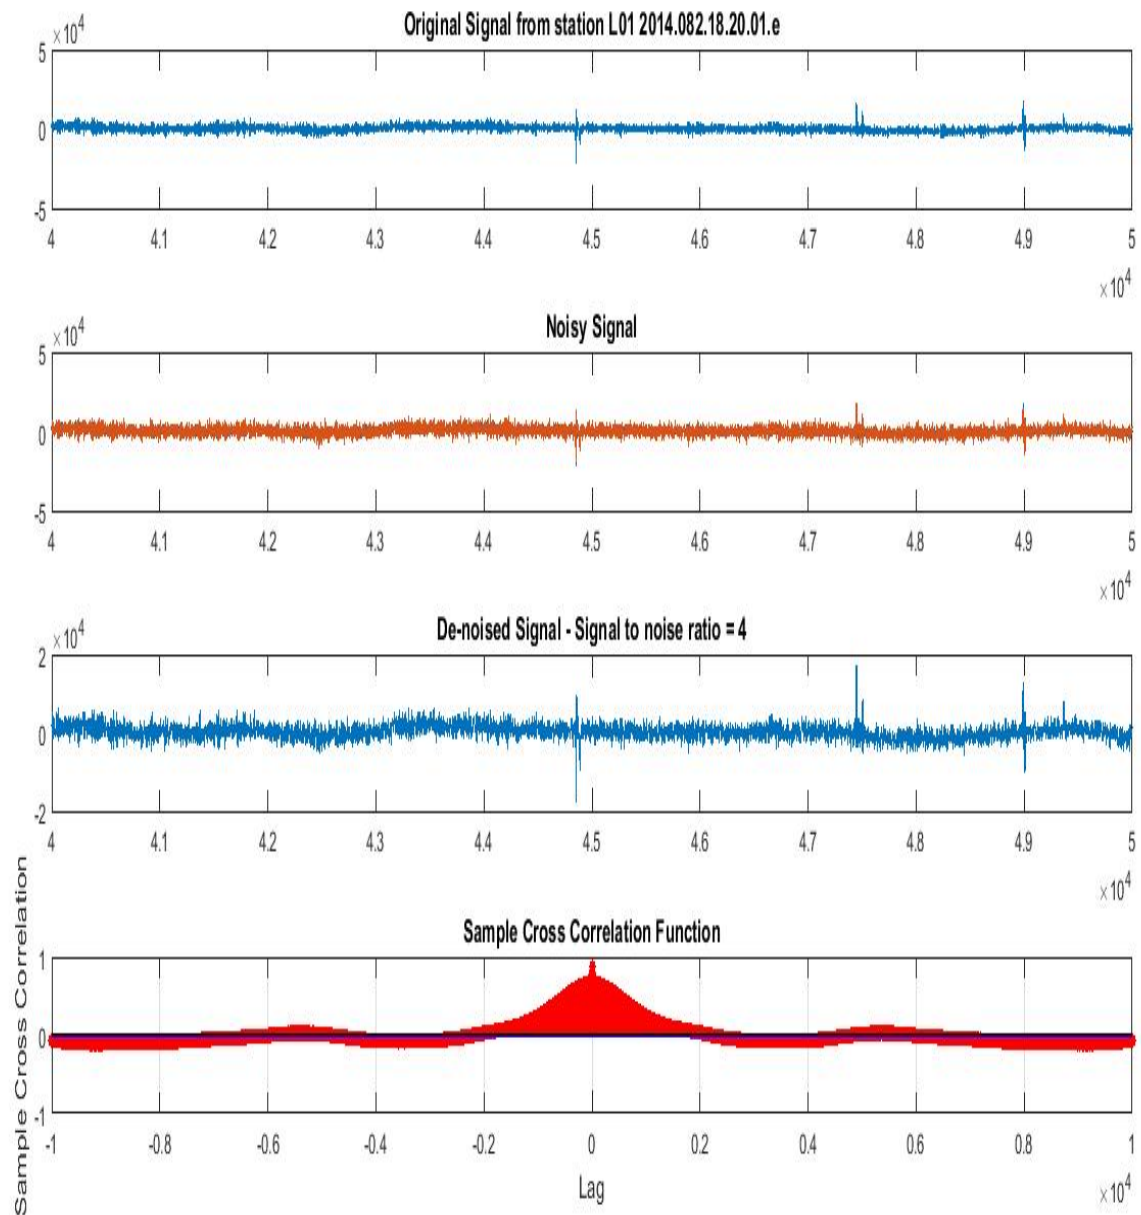 Original Signal from station L01 2014.082.18.20.01.e
×10^4
5
0
-5
4 4.1 4.2 4.3 4.4 4.5 4.6 4.7 4.8 4.9 5
×10^4
Noisy Signal
×10^4
5
0
-5
4 4.1 4.2 4.3 4.4 4.5 4.6 4.7 4.8 4.9 5
×10^4
De-noised Signal - Signal to noise ratio = 4
×10^4
2
0
-2
4 4.1 4.2 4.3 4.4 4.5 4.6 4.7 4.8 4.9 5
×10^4
Sample Cross Correlation Function
Sample Cross Correlation
1
0
-1
-1 -0.8 -0.6 -0.4 -0.2 0 0.2 0.4 0.6 0.8 1
Lag
×10^4